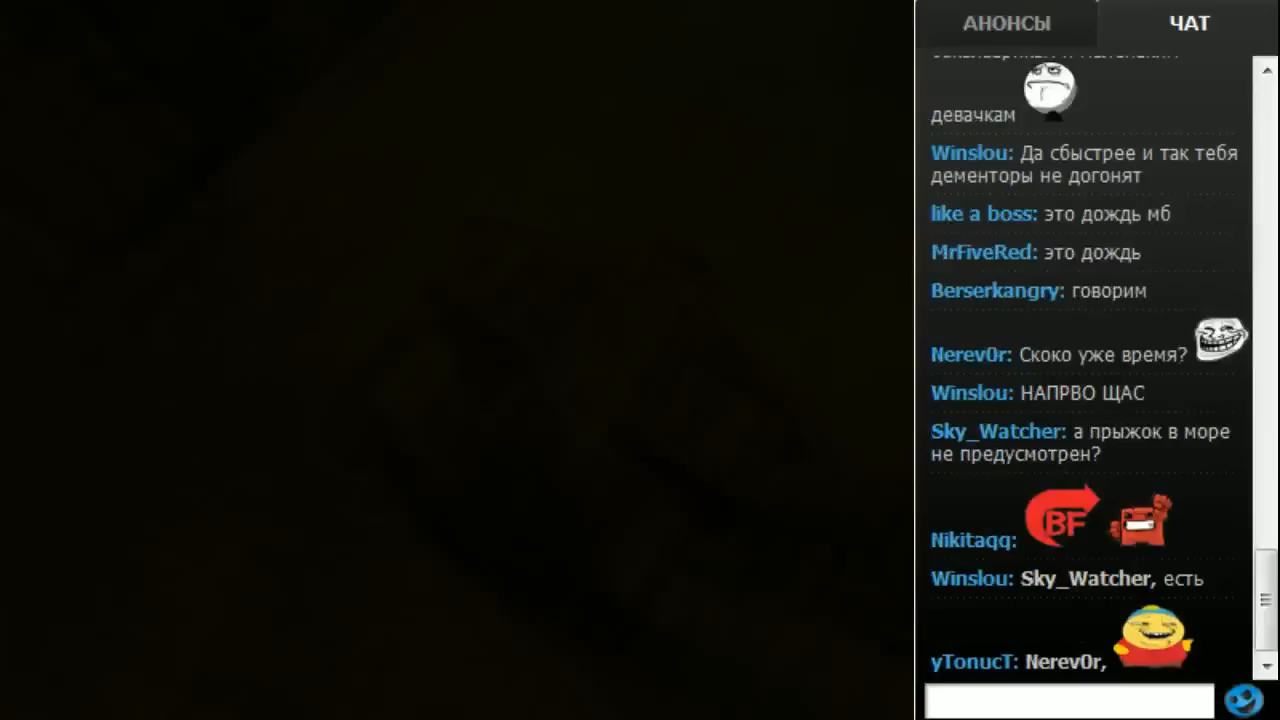 АНОНСЫ
ЧАТ
девачкам
Winslou: Да сбыстрее и так тебя
дементоры не догонят
like a boss: это дождь мб
MrFiveRed: это дождь
Berserkangry: говорим
Nerev0r: Скоко уже время?
Winslou: НАПРВО ЩАС
Sky_Watcher: а прыжок в море
не предусмотрен?
BF
Nikitaqq:
Winslou: Sky_Watcher, есть
yTonucT: Nerev0r,